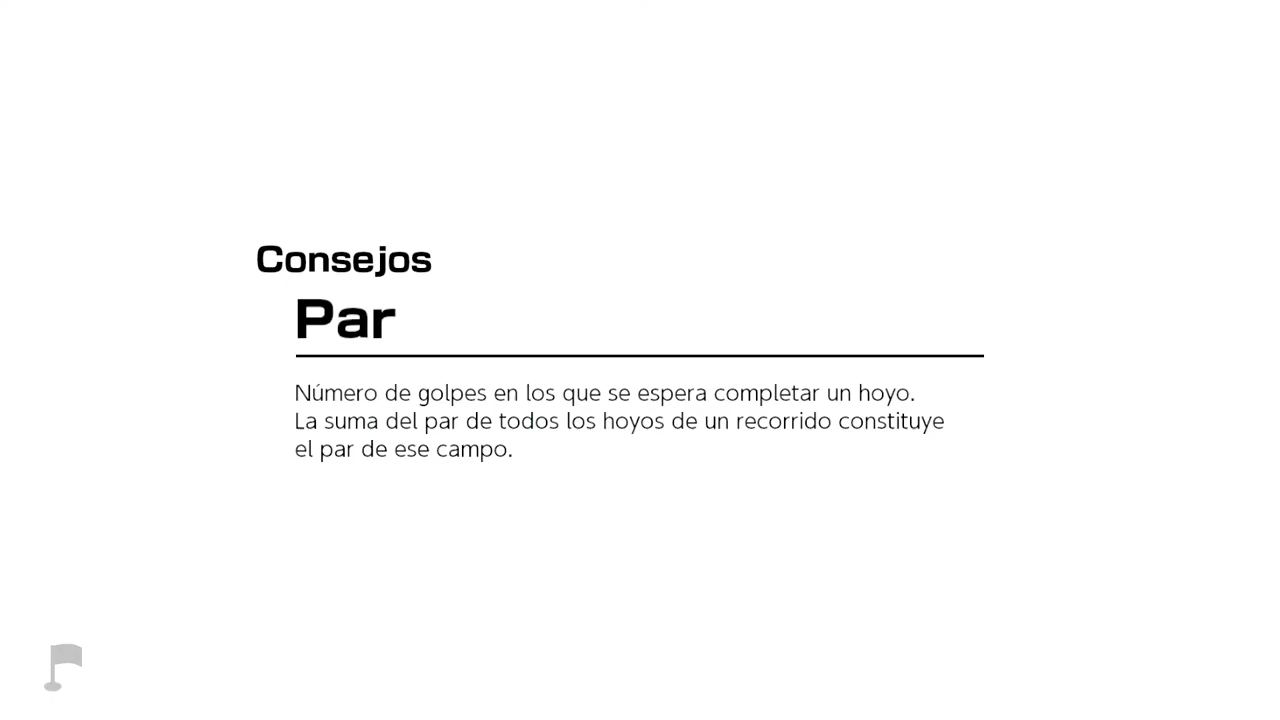 Consejos
Par
Número de golpes en los que se espera completar un hoyo.
La suma del par de todos los hoyos de un recorrido constituye
el par de ese campo.